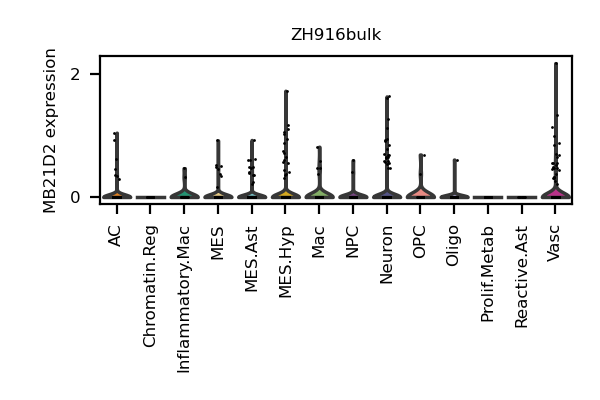 ZH916bulk
MB21D2 expression
2
0
AC
Chromatin.Reg
Inflammatory.Mac
MES
MES.Ast
MES.Hyp
Mac
NPC
Neuron
OPC
Oligo
Prolif.Metab
Reactive.Ast
Vasc